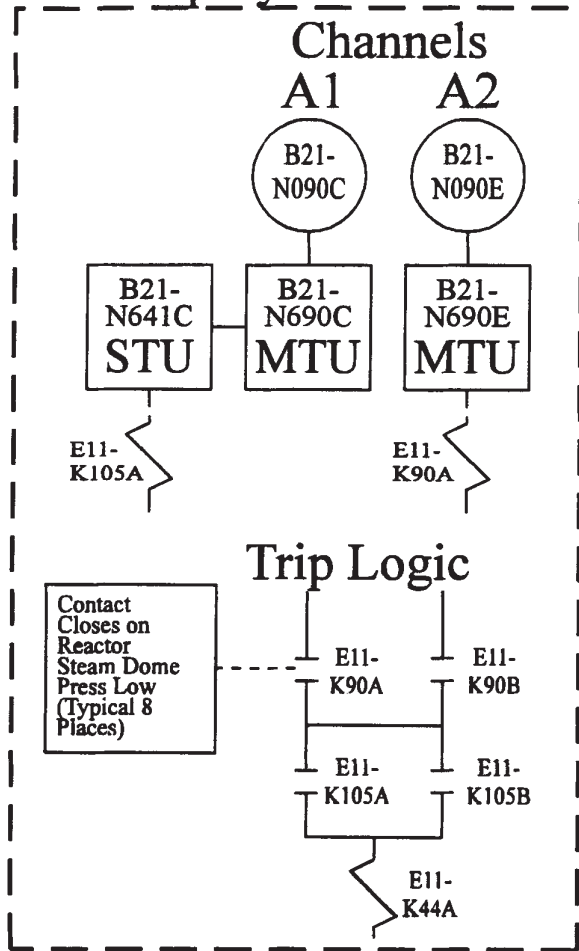 Channels
A1 A2
B21-
N090C
B21-
N090E
B21-
N641C
STU
B21-
N690C
MTU
B21-
N690E
MTU
E11-
K105A
E11-
K90A
Trip Logic
Contact
Closes on
Reactor
Steam Dome
Press Low
(Typical 8
Places)
E11-
K90A
E11-
K90B
E11-
K105A
E11-
K105B
E11-
K44A